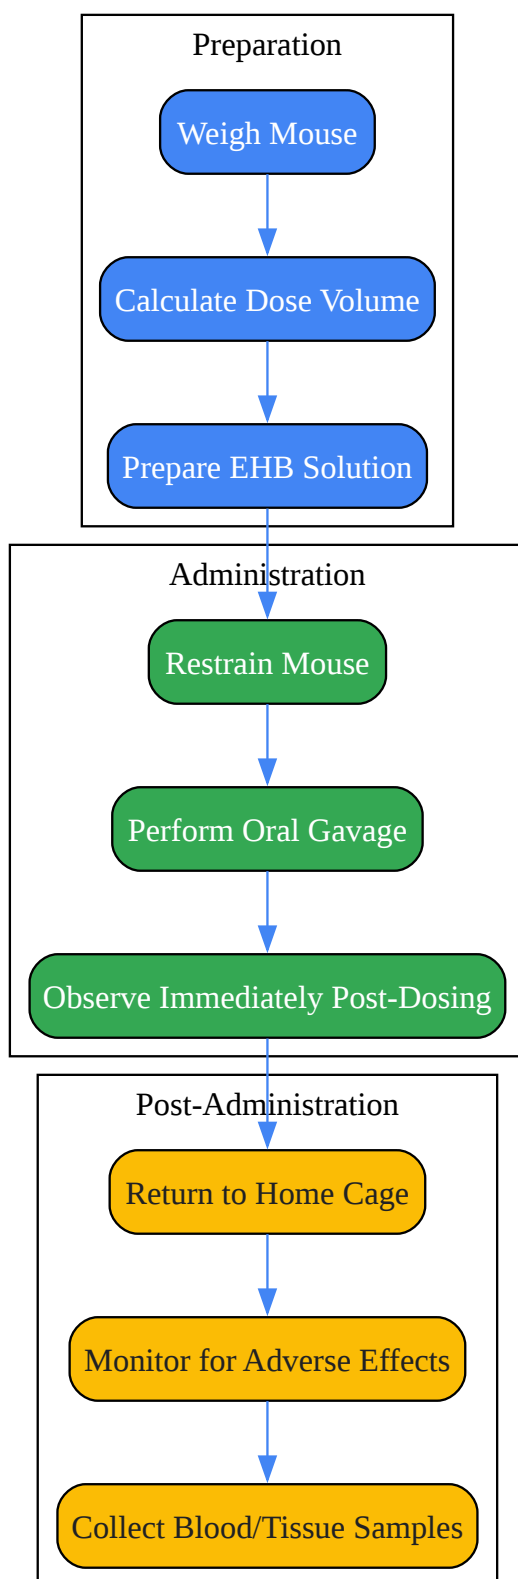 Preparation
Weigh Mouse
Calculate Dose Volume
Prepare EHB Solution
Administration
Restrain Mouse
Perform Oral Gavage
Observe Immediately Post-Dosing
Post-Administration
Return to Home Cage
Monitor for Adverse Effects
Collect Blood/Tissue Samples